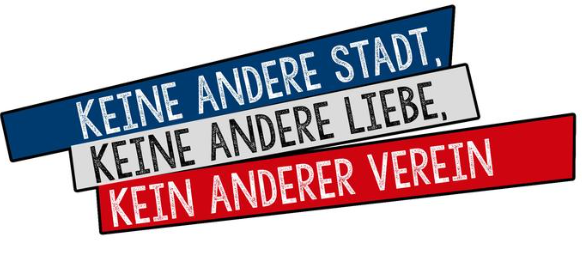 KEINE ANDERE STADT,
KEINE ANDERE LIEBE,
KEIN ANDERER VEREIN